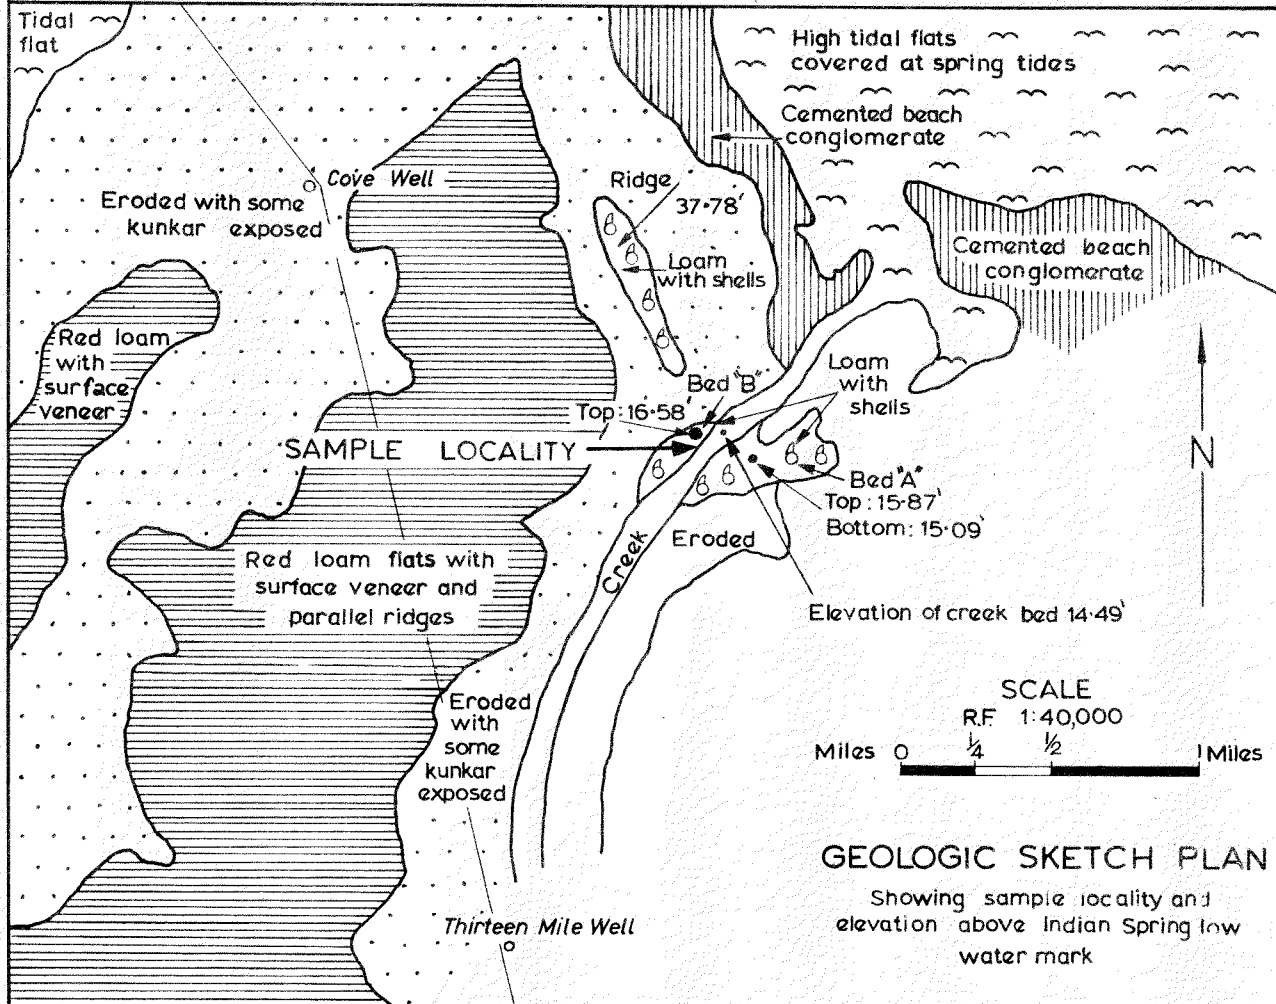 Tidal
flat
High tidal flats
covered at spring tides
Cemented beach
conglomerate
Cove Well
Eroded with some
kunkar exposed
Ridge
37·78'
Loam
with shells
Cemented beach
conglomerate
Red loam
with
surface
veneer
Bed "B"
Top: 16·58'
Loam
with
shells
SAMPLE LOCALITY
Bed "A"
Top: 15·87'
Bottom: 15·09'
N
Creek
Eroded
Red loam flats with
surface veneer and
parallel ridges
Elevation of creek bed 14·49'
Eroded
with
some
kunkar
exposed
SCALE
R.F. 1:40,000
Miles 0 1/4 1/2 1 Miles
GEOLOGIC SKETCH PLAN
Showing sample locality and
elevation above Indian Spring low
water mark
Thirteen Mile Well